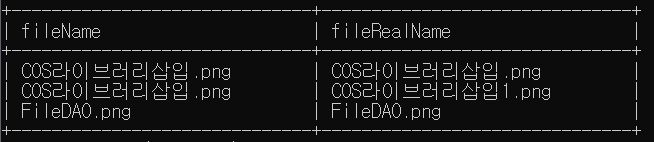 | fileName | fileRealName |
| COS라이브러리삽입.png | COS라이브러리삽입.png |
| COS라이브러리삽입.png | COS라이브러리삽입1.png |
| FileDAO.png | FileDAO.png |